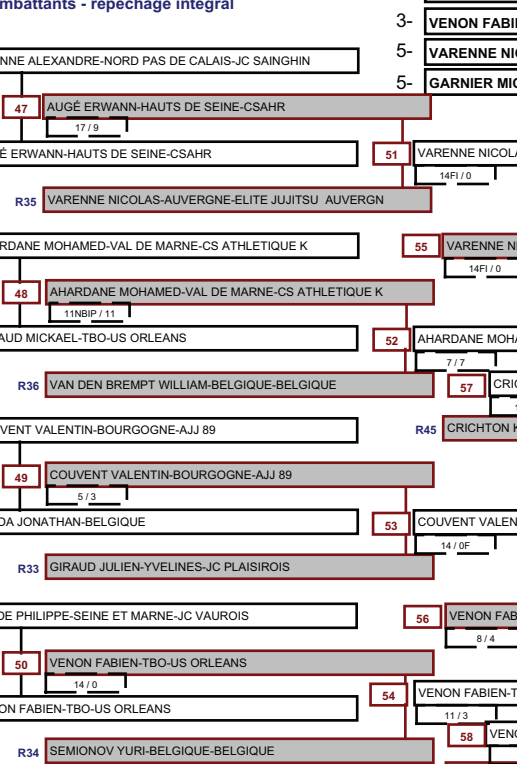 mbattants - repechage intégral
3- VENON FABI
5- VARENNE NI
5- GARNIER MI
NNE ALEXANDRE-NORD PAS DE CALAIS-JC SAINGHIN
47 AUGÉ ERWANN-HAUTS DE SEINE-CSAHR
17 / 9
É ERWANN-HAUTS DE SEINE-CSAHR
51 VARENNE NICOLA
14FI / 0
R35 VARENNE NICOLAS-AUVERGNE-ELITE JUJITSU AUVERGN
RDANE MOHAMED-VAL DE MARNE-CS ATHLETIQUE K
55 VARENNE NI
14FI / 0
48 AHARDANE MOHAMED-VAL DE MARNE-CS ATHLETIQUE K
11NBIP / 11
AUD MICKAEL-TBO-US ORLEANS
52 AHARDANE MOHA
7 / 7
R36 VAN DEN BREMPT WILLIAM-BELGIQUE-BELGIQUE
57 CRIC
VENT VALENTIN-BOURGOGNE-AJJ 89
R45 CRICHTON K
49 COUVENT VALENTIN-BOURGOGNE-AJJ 89
5 / 3
DA JONATHAN-BELGIQUE
53 COUVENT VALEN
14 / 0F
R33 GIRAUD JULIEN-YVELINES-JC PLAISIROIS
DE PHILIPPE-SEINE ET MARNE-JC VAUROIS
56 VENON FAB
8 / 4
50 VENON FABIEN-TBO-US ORLEANS
14 / 0
ON FABIEN-TBO-US ORLEANS
54 VENON FABIEN-T
11 / 3
58 VENO
R34 SEMIONOV YURI-BELGIQUE-BELGIQUE